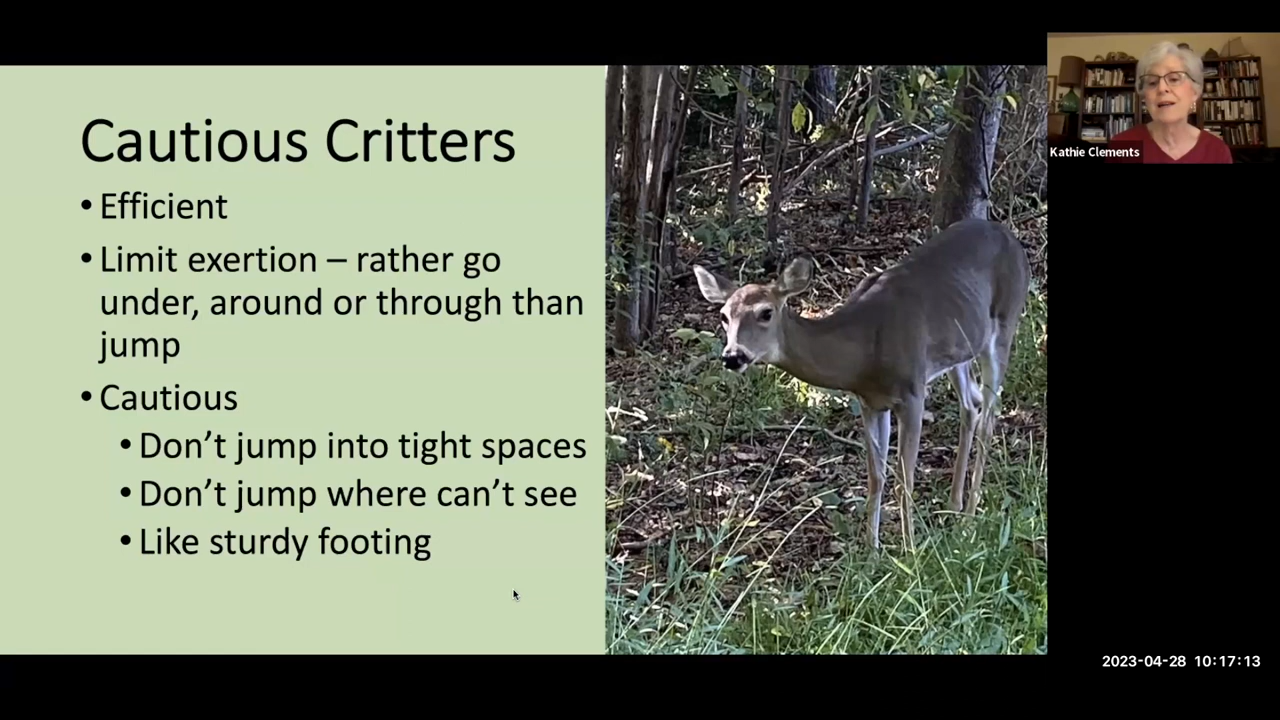 Cautious Critters
• Efficient
• Limit exertion – rather go
under, around or through than
jump
• Cautious
• Don’t jump into tight spaces
• Don’t jump where can’t see
• Like sturdy footing
Kathie Clements
2023-04-28 10:17:13